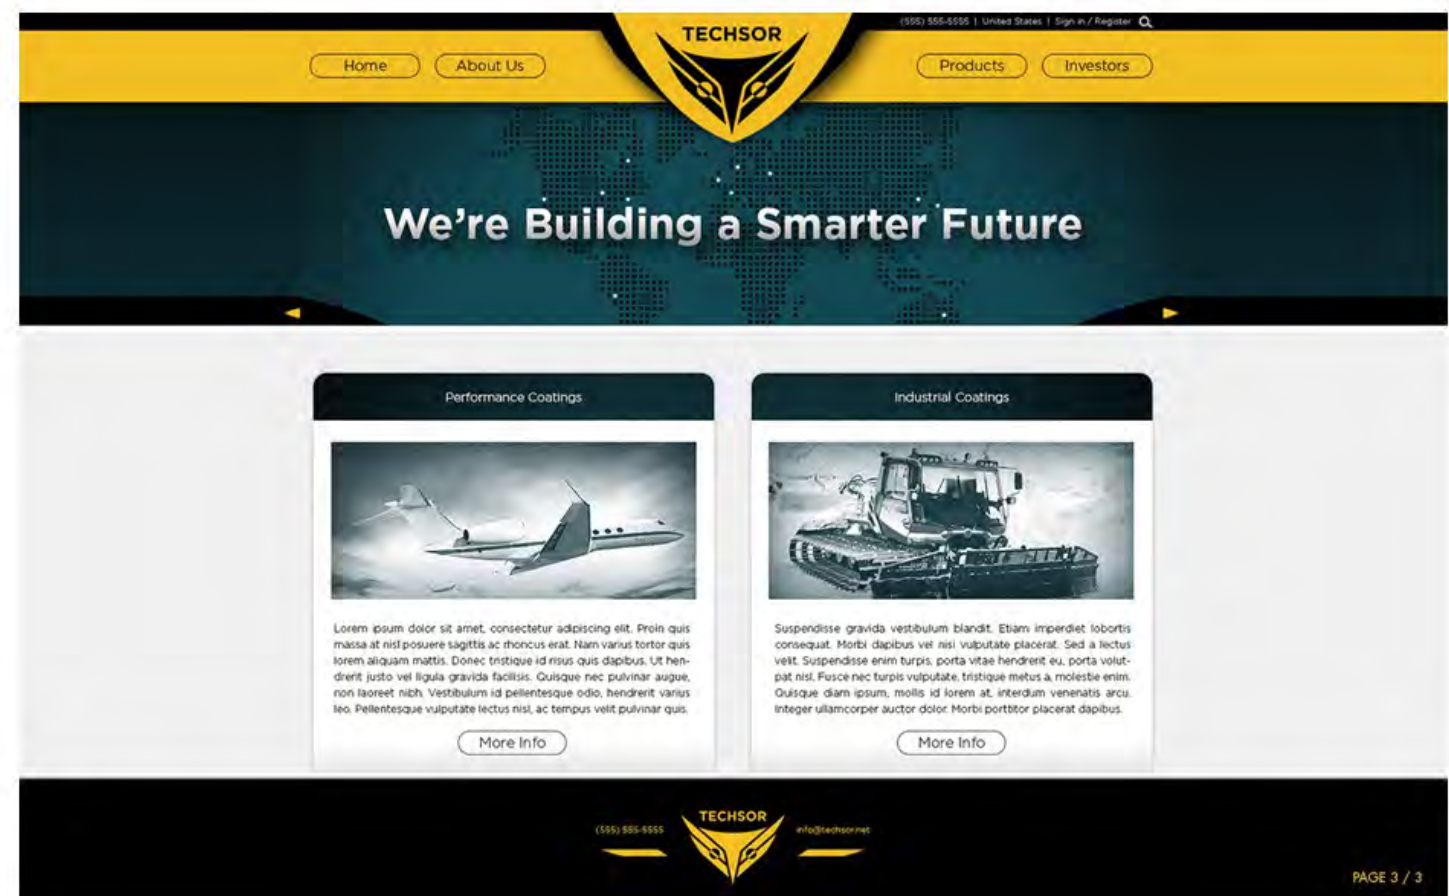 (555) 555-5555 | United States | Sign in / Register
TECHSOR
Home
About Us
Products
Investors
We're Building a Smarter Future
Performance Coatings
Lorem ipsum dolor sit amet, consectetur adipiscing elit. Proin quis
massa at nisl posuere sagittis ac rhoncus erat. Nam varius tortor quis
lorem aliquam mattis. Donec tristique id risus quis dapibus. Ut hen-
drerit justo vel ligula gravida facilisis. Quisque nec pulvinar augue,
non laoreet nibh. Vestibulum id pellentesque odio, hendrerit varius
leo. Pellentesque vulputate lectus nisl, ac tempus velit pulvinar quis.
More Info
Industrial Coatings
Suspendisse gravida vestibulum blandit. Etiam imperdiet lobortis
consequat. Morbi dapibus vel nisi vulputate placerat. Sed a lectus
velit. Suspendisse enim turpis, porta vitae hendrerit eu, porta volut-
pat nisl. Fusce nec turpis vulputate, tristique metus a, molestie enim.
Quisque diam ipsum, mollis id lorem at, interdum venenatis arcu.
Integer ullamcorper auctor dolor. Morbi porttitor placerat dapibus.
More Info
(555) 555-5555
TECHSOR
info@techsor.net
PAGE 3 / 3